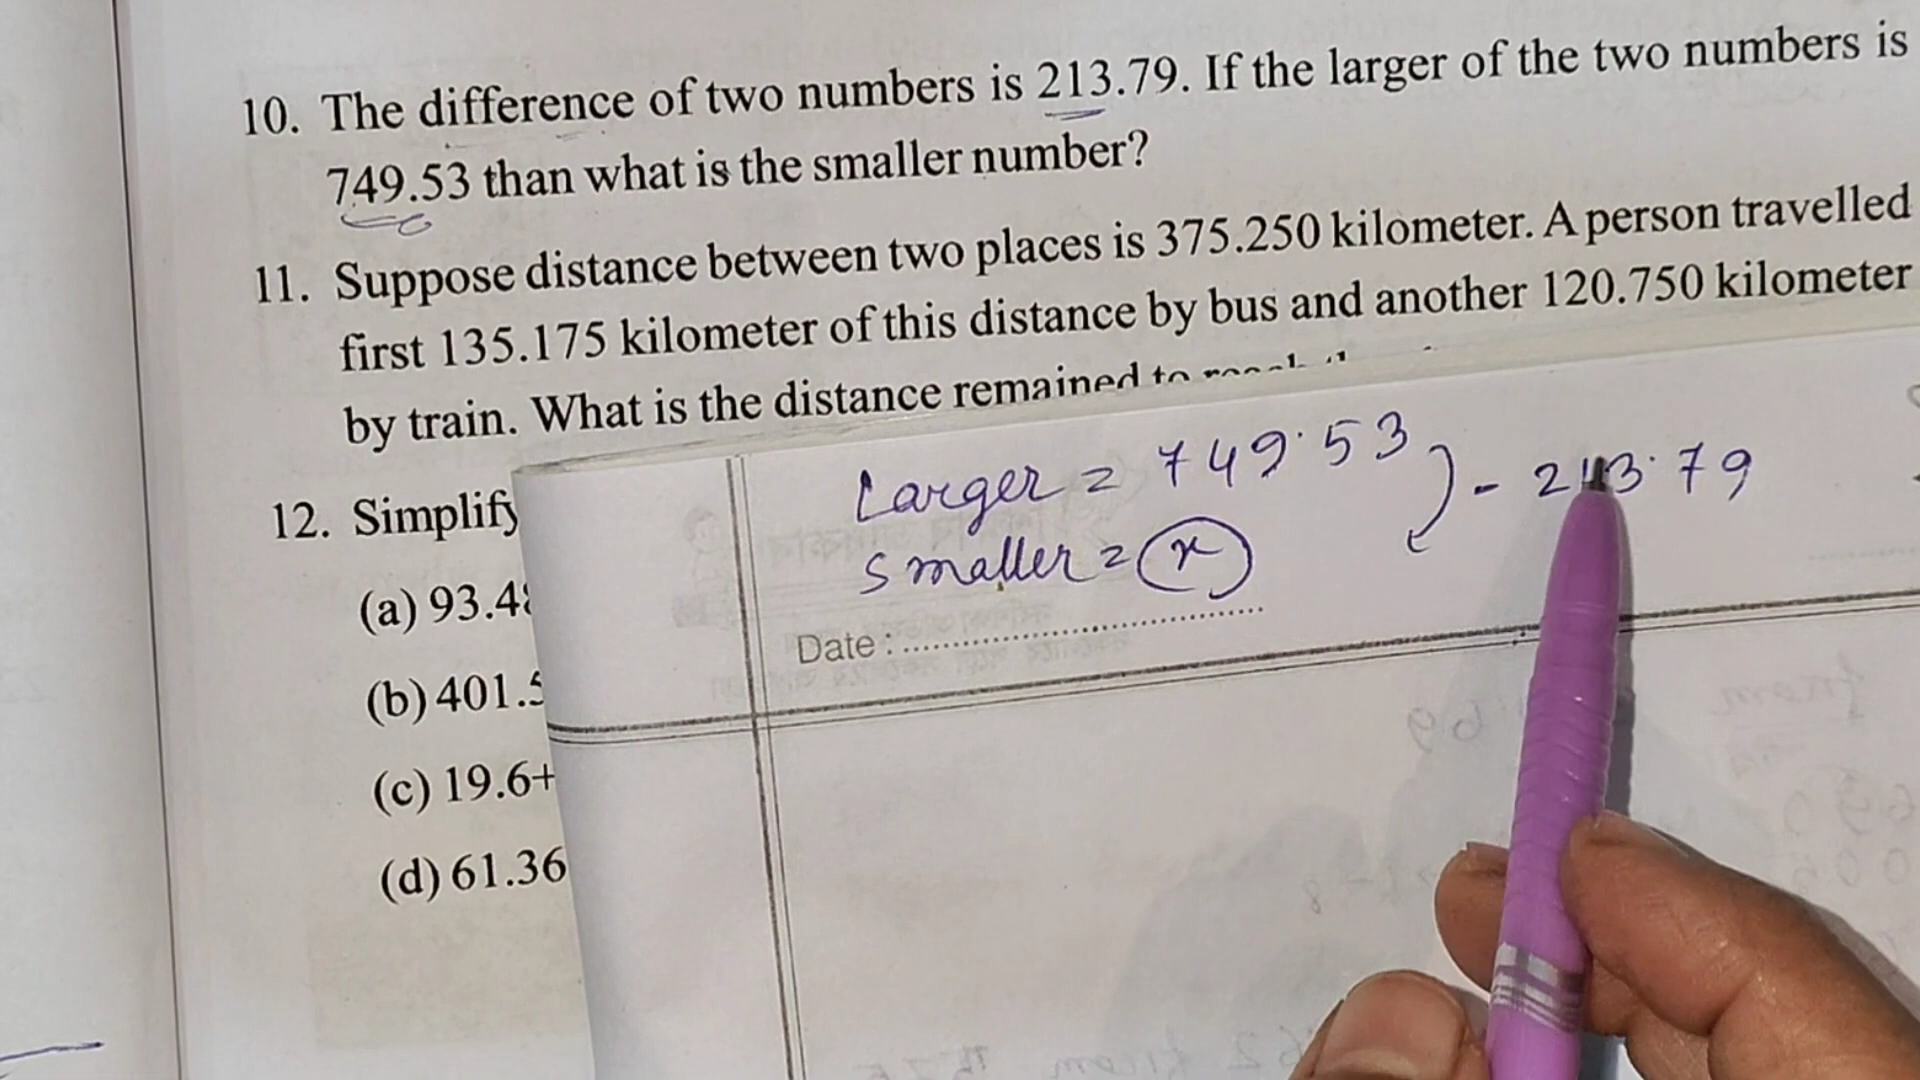 10. The difference of two numbers is 213.79. If the larger of the two numbers is
749.53 than what is the smaller number?
11. Suppose distance between two places is 375.250 kilometer. A person travelled
first 135.175 kilometer of this distance by bus and another 120.750 kilometer
by train. What is the distance remained to
12. Simplify
(a) 93.4
(b) 401.5
(c) 19.6+
(d) 61.36
Larger = 749.53
smaller = x
- 213.79
Date :